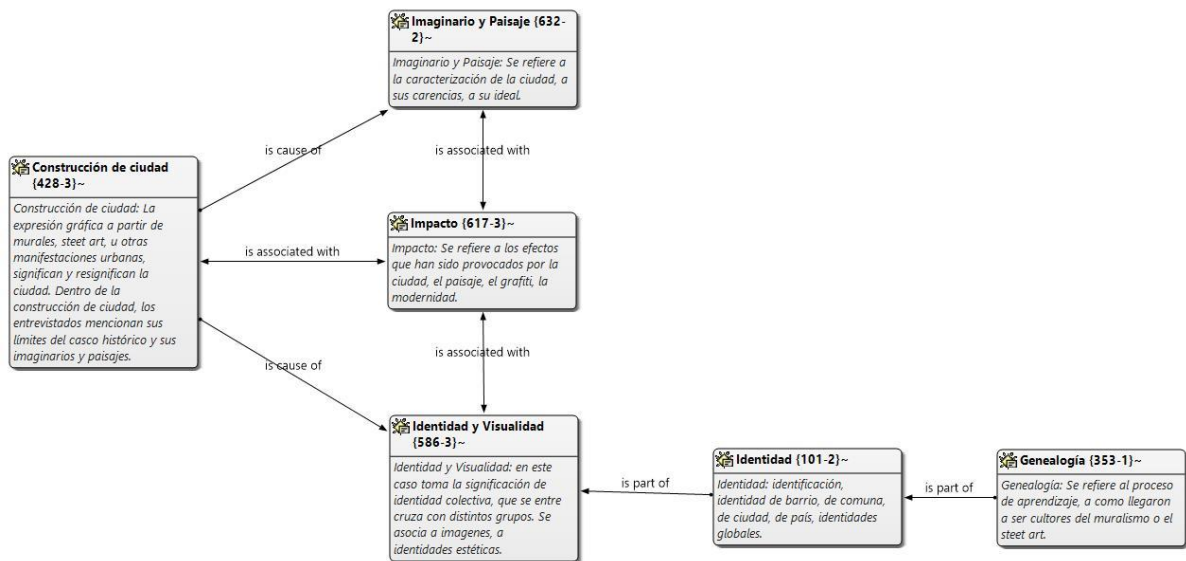 Imaginario y Paisaje {632-
2}~
Imaginario y Paisaje: Se refiere a
la caracterización de la ciudad, a
sus carencias, a su ideal.
is cause of
is associated with
Construcción de ciudad
{428-3}~
Construcción de ciudad: La
expresión gráfica a partir de
murales, steet art, u otras
manifestaciones urbanas,
significan y resignifican la
ciudad. Dentro de la
construcción de ciudad, los
entrevistados mencionan sus
límites del casco histórico y sus
imaginarios y paisajes.
is associated with
Impacto {617-3}~
Impacto: Se refiere a los efectos
que han sido provocados por la
ciudad, el paisaje, el grafiti, la
modernidad.
is associated with
is cause of
Identidad y Visualidad
{586-3}~
Identidad y Visualidad: en este
caso toma la significación de
identidad colectiva, que se entre
cruza con distintos grupos. Se
asocia a imagenes, a
identidades estéticas.
is part of
Identidad {101-2}~
Identidad: identificación,
identidad de barrio, de comuna,
de ciudad, de país, identidades
globales.
is part of
Genealogía {353-1}~
Genealogía: Se refiere al proceso
de aprendizaje, a como llegaron
a ser cultores del muralismo o el
steet art.